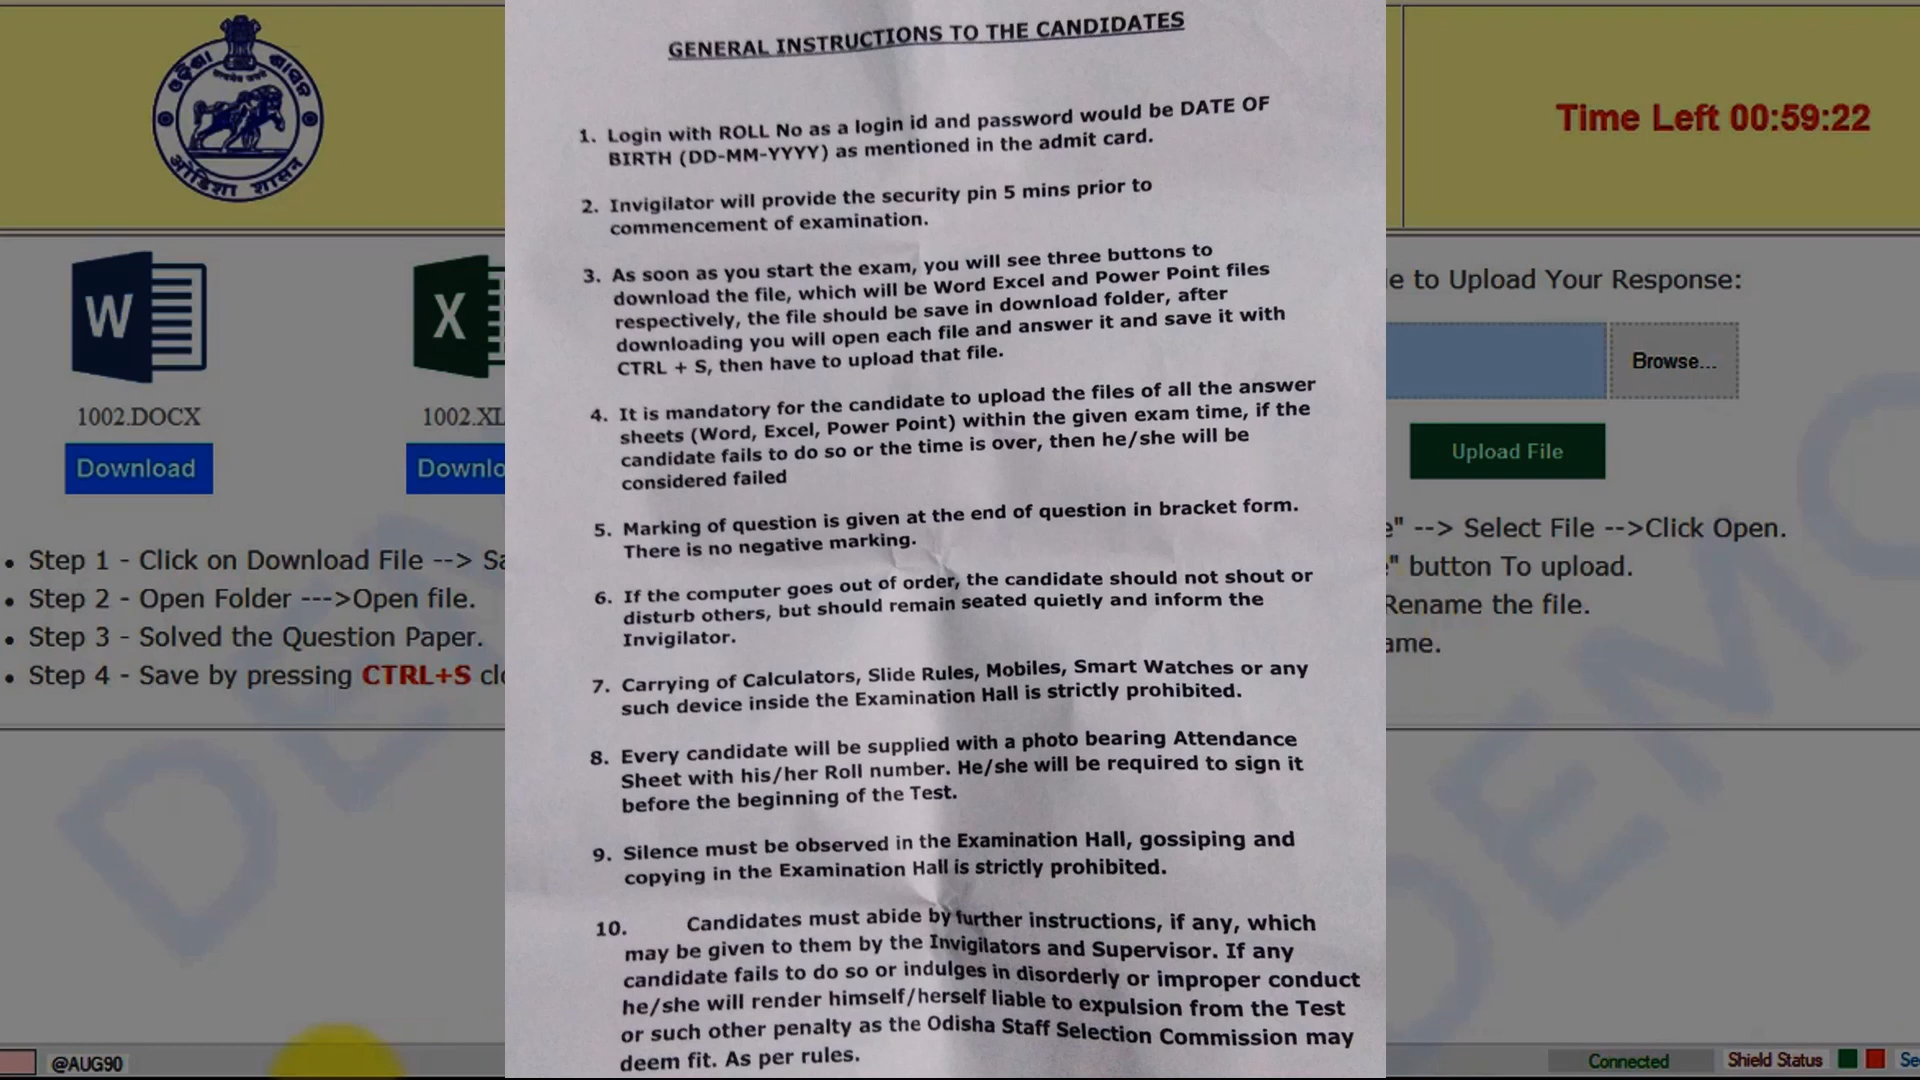 ଓଡ଼ିଶା ଶାସନ
सत्यमेव जयते
ओडिशा शासन
Time Left 00:59:22
1002.DOCX
Download
1002.XL
Downlo
Step 1 - Click on Download File --> Sa
Step 2 - Open Folder --->Open file.
Step 3 - Solved the Question Paper.
Step 4 - Save by pressing CTRL+S clo
GENERAL INSTRUCTIONS TO THE CANDIDATES
1. Login with ROLL No as a login id and password would be DATE OF
BIRTH (DD-MM-YYYY) as mentioned in the admit card.
2. Invigilator will provide the security pin 5 mins prior to
commencement of examination.
3. As soon as you start the exam, you will see three buttons to
download the file, which will be Word Excel and Power Point files
respectively, the file should be save in download folder, after
downloading you will open each file and answer it and save it with
CTRL + S, then have to upload that file.
4. It is mandatory for the candidate to upload the files of all the answer
sheets (Word, Excel, Power Point) within the given exam time, if the
candidate fails to do so or the time is over, then he/she will be
considered failed
5. Marking of question is given at the end of question in bracket form.
There is no negative marking.
6. If the computer goes out of order, the candidate should not shout or
disturb others, but should remain seated quietly and inform the
Invigilator.
7. Carrying of Calculators, Slide Rules, Mobiles, Smart Watches or any
such device inside the Examination Hall is strictly prohibited.
8. Every candidate will be supplied with a photo bearing Attendance
Sheet with his/her Roll number. He/she will be required to sign it
before the beginning of the Test.
9. Silence must be observed in the Examination Hall, gossiping and
copying in the Examination Hall is strictly prohibited.
10. Candidates must abide by further instructions, if any, which
may be given to them by the Invigilators and Supervisor. If any
candidate fails to do so or indulges in disorderly or improper conduct
he/she will render himself/herself liable to expulsion from the Test
or such other penalty as the Odisha Staff Selection Commission may
deem fit. As per rules.
e to Upload Your Response:
Browse...
Upload File
e" --> Select File -->Click Open.
" button To upload.
Rename the file.
ame.
DEM
DEMO
@AUG90
Connected
Shield Status
Se